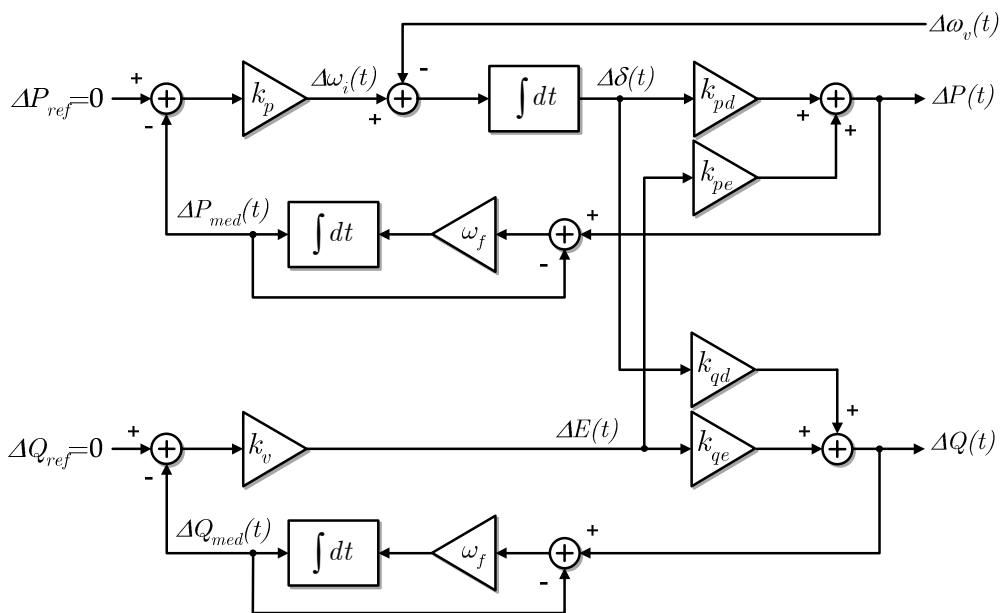 Δω_v(t)
+ - Δω_i(t) + - ∫dt Δδ(t)
ΔP_ref=0 k_p k_pd + + ΔP(t)
k_pe
ΔP_med(t) ∫dt ω_f + -
k_qd +
ΔQ_ref=0 + - k_v ΔE(t) k_qe + ΔQ(t)
ΔQ_med(t) ∫dt ω_f + -